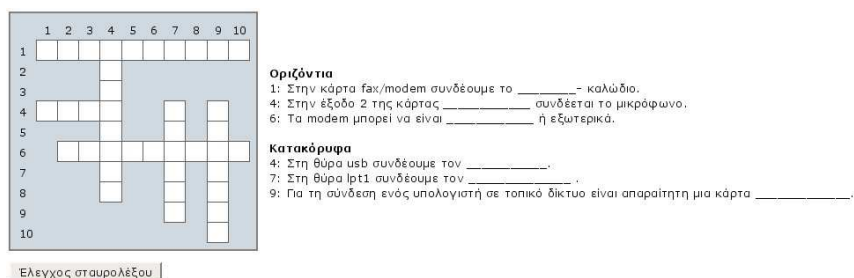 1 2 3 4 5 6 7 8 9 10
1
2
3
4
5
6
7
8
9
10
Οριζόντια
1: Στην κάρτα fax/modem συνδέουμε το ________- καλώδιο.
4: Στην έξοδο 2 της κάρτας ____________ συνδέεται το μικρόφωνο.
6: Τα modem μπορεί να είναι ____________ ή εξωτερικά.
Κατακόρυφα
4: Στη θύρα usb συνδέουμε τον ___________.
7: Στη θύρα lpt1 συνδέουμε τον ______________ .
9: Για τη σύνδεση ενός υπολογιστή σε τοπικό δίκτυο είναι απαραίτητη μια κάρτα _____________.
Έλεγχος σταυρολέξου